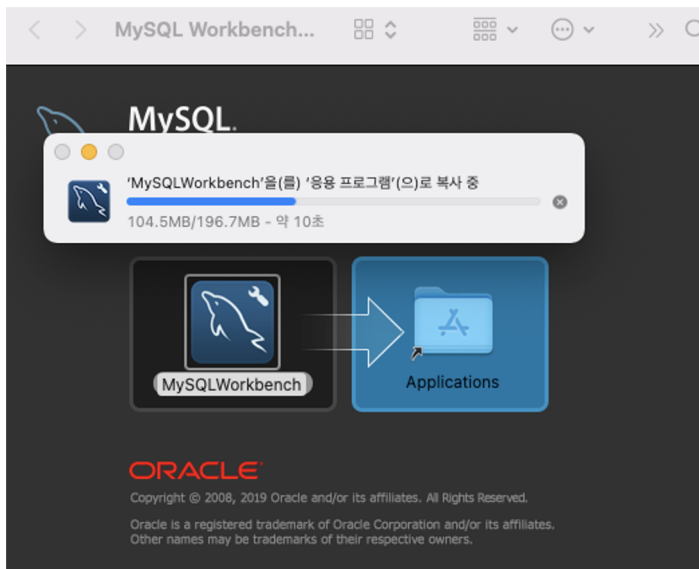 MySQL Workbench...
MySQL.
'MySQLWorkbench'을(를) '응용 프로그램'(으)로 복사 중
104.5MB/196.7MB - 약 10초
MySQLWorkbench
Applications
ORACLE
Copyright © 2008, 2019 Oracle and/or its affiliates. All Rights Reserved.
Oracle is a registered trademark of Oracle Corporation and/or its affiliates.
Other names may be trademarks of their respective owners.